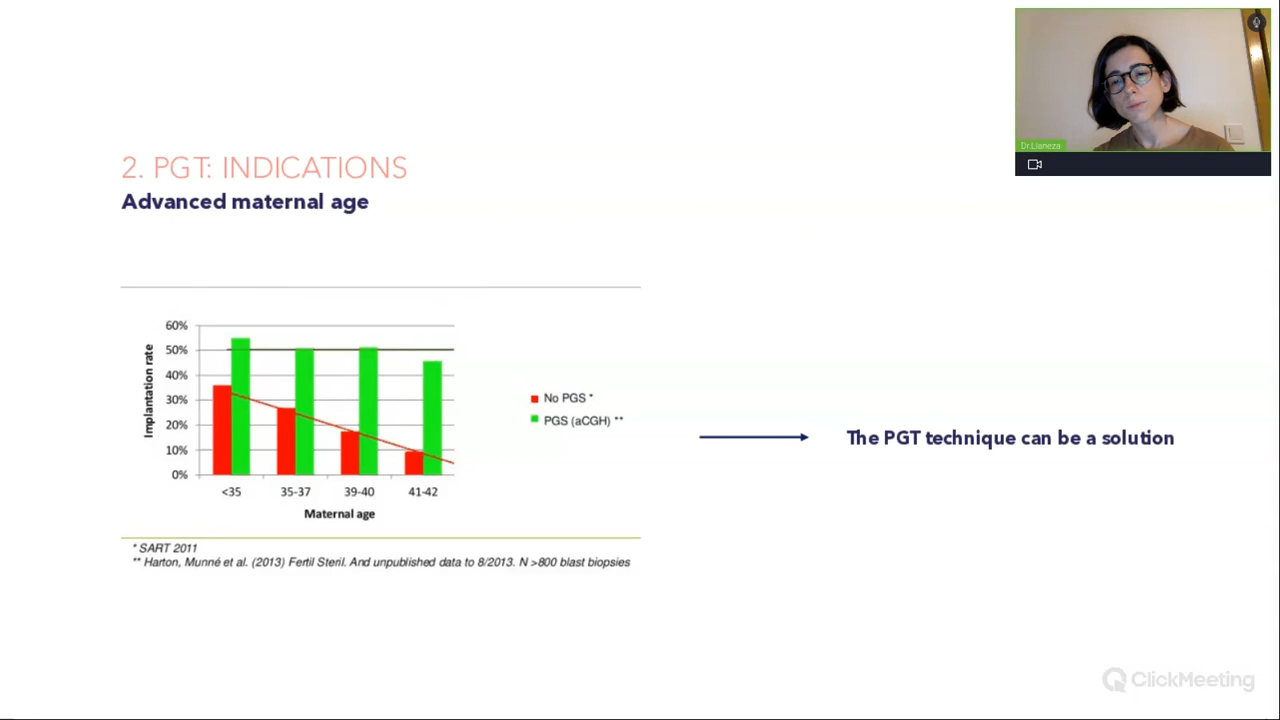 Dr.Llaneza
2. PGT: INDICATIONS
Advanced maternal age
60%
50%
40%
30%
20%
10%
0%
Implantation rate
<35
35-37
39-40
41-42
Maternal age
No PGS *
PGS (aCGH) **
The PGT technique can be a solution
* SART 2011
** Harton, Munné et al. (2013) Fertil Steril. And unpublished data to 8/2013. N >800 blast biopsies
ClickMeeting